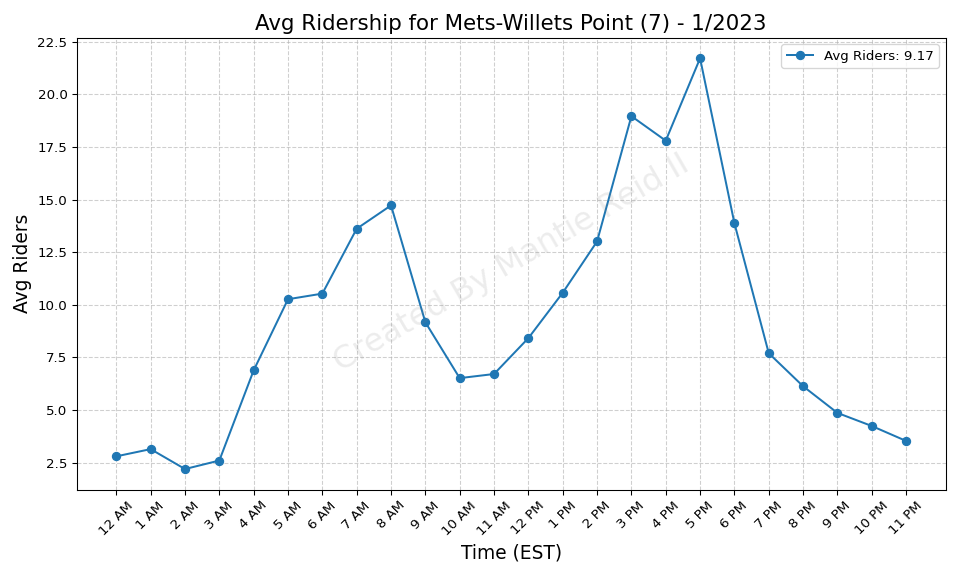 Avg Ridership for Mets-Willets Point (7) - 1/2023
Avg Riders: 9.17
22.5
20.0
17.5
15.0
12.5
10.0
7.5
5.0
2.5
Avg Riders
Created By Mantie Reid II
12 AM
1 AM
2 AM
3 AM
4 AM
5 AM
6 AM
7 AM
8 AM
9 AM
10 AM
11 AM
12 PM
1 PM
2 PM
3 PM
4 PM
5 PM
6 PM
7 PM
8 PM
9 PM
10 PM
11 PM
Time (EST)